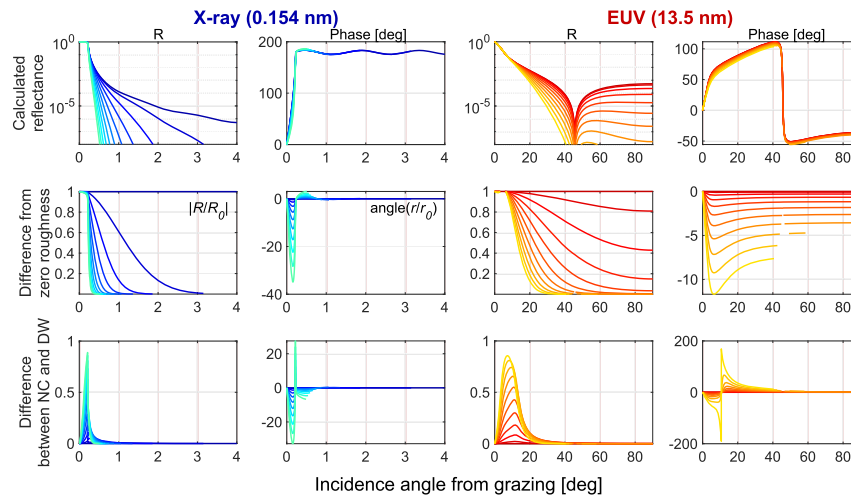 X-ray (0.154 nm)
EUV (13.5 nm)
R
Phase [deg]
R
Phase [deg]
Calculated
reflectance
10^0
10^-5
0 1 2 3 4
200
100
0
0 1 2 3 4
10^0
10^-5
0 20 40 60 80
100
50
0
-50
0 20 40 60 80
Difference from
zero roughness
1
0.8
0.6
0.4
0.2
|R/R_0|
0 1 2 3 4
0
-20
-40
angle(r/r_0)
0 1 2 3 4
1
0.8
0.6
0.4
0.2
0 20 40 60 80
0
-5
-10
0 20 40 60 80
Difference
between NC and DW
1
0.5
0
0 1 2 3 4
20
0
-20
0 1 2 3 4
1
0.5
0
0 20 40 60 80
200
0
-200
0 20 40 60 80
Incidence angle from grazing [deg]